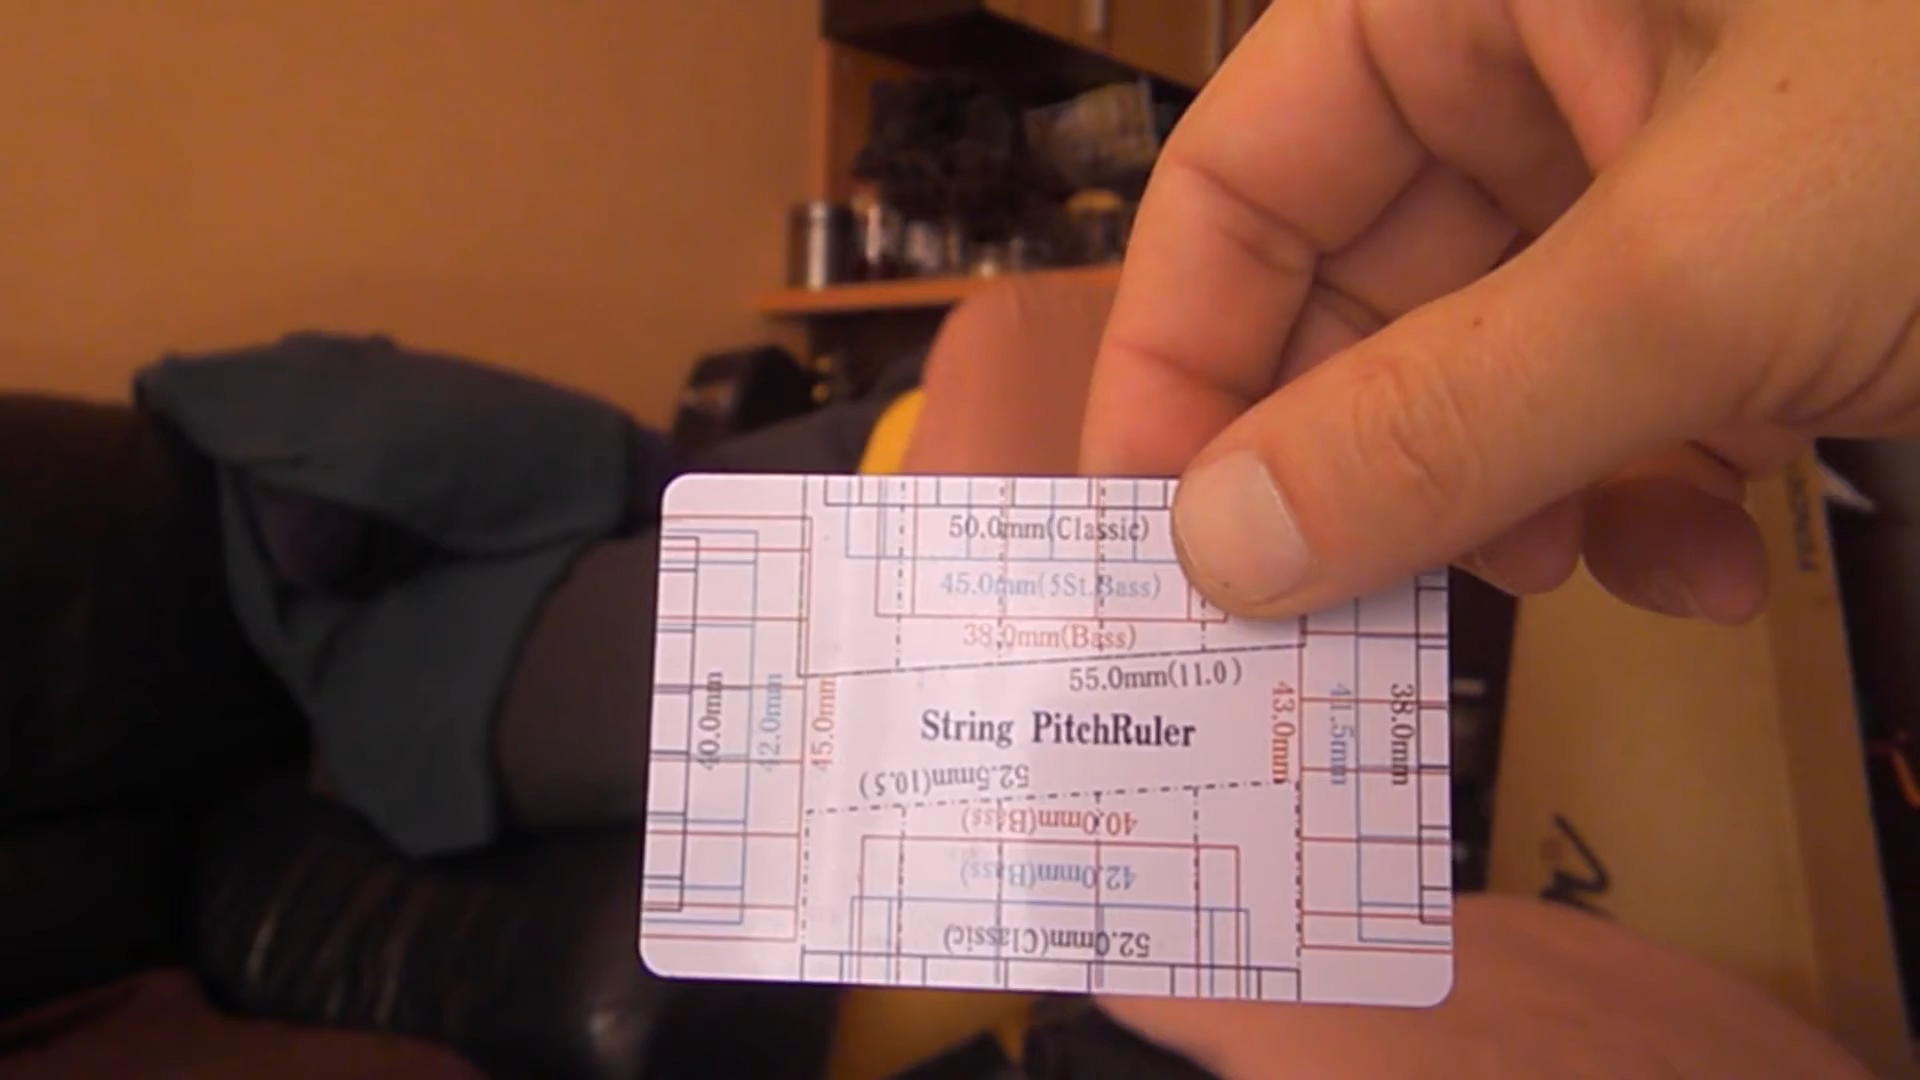 50.0mm(Classic)
45.0mm(5St.Bass)
38.0mm(Bass)
55.0mm(11.0)
40.0mm
42.0mm
45.0mm
String PitchRuler
43.0mm
41.5mm
38.0mm
52.5mm(10.5)
40.0mm(Bass)
42.0mm(Bass)
52.0mm(Classic)